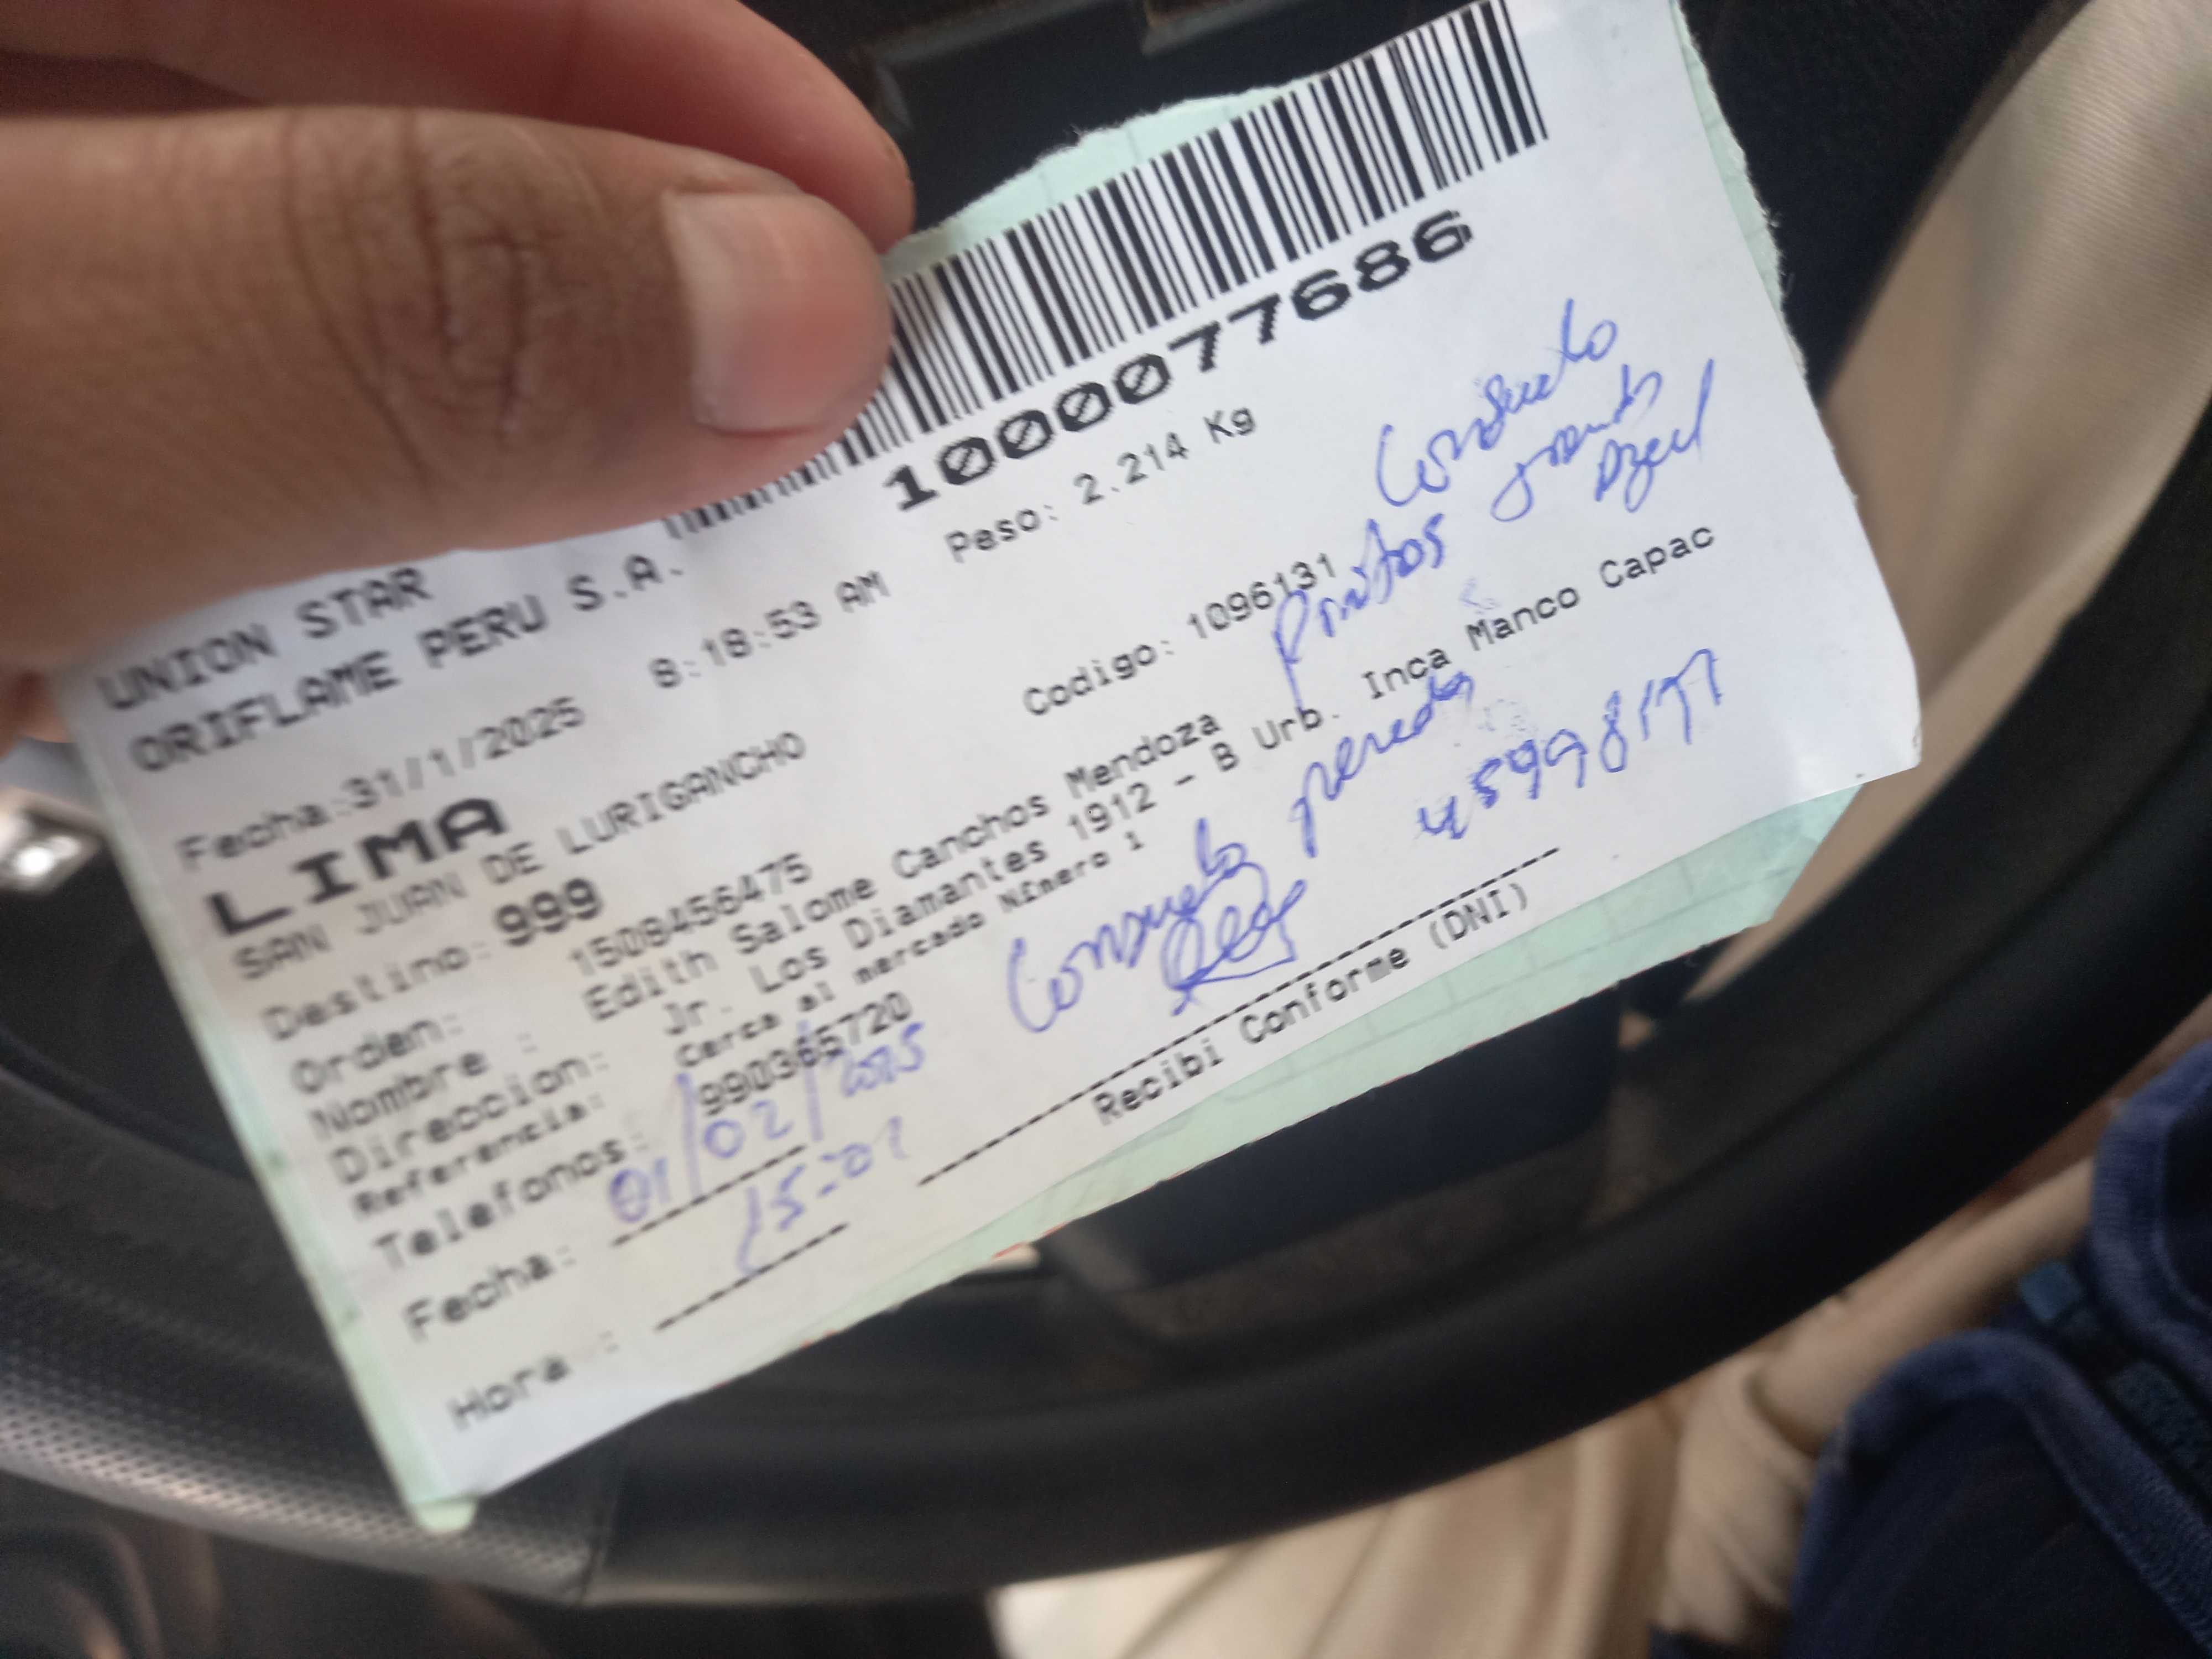 1000077686
UNION STAR
ORIFLAME PERU S.A.
Fecha:31/1/2025 8:18:53 AM Peso: 2.214 Kg
LIMA
SAN JUAN DE LURIGANCHO
Destino: 999 Codigo: 1096131
Orden: 1508456475
Nombre : Edith Salome Canchos Mendoza
Direccion: Jr. Los Diamantes 1912 - B Urb. Inca Manco Capac
Referencia: Cerca al mercado Número 1
Telefonos: 990365720
Fecha: 01/02/2025
Hora : 15:01
Consuelo
Puntos
Consuelo pereda
45998177
Recibi Conforme (DNI)